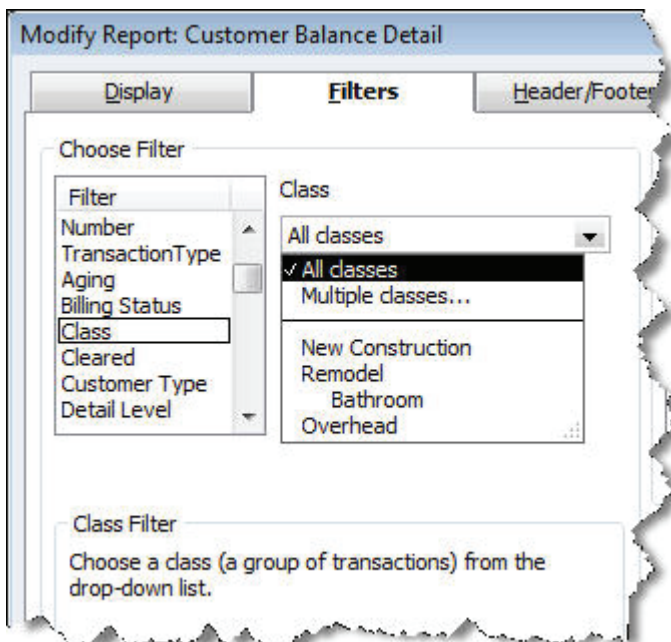 Modify Report: Customer Balance Detail
Display Filters Header/Footer
Choose Filter
Filter
Number
TransactionType
Aging
Billing Status
Class
Cleared
Customer Type
Detail Level
Class
All classes
✓ All classes
Multiple classes...
New Construction
Remodel
Bathroom
Overhead
Class Filter
Choose a class (a group of transactions) from the
drop-down list.